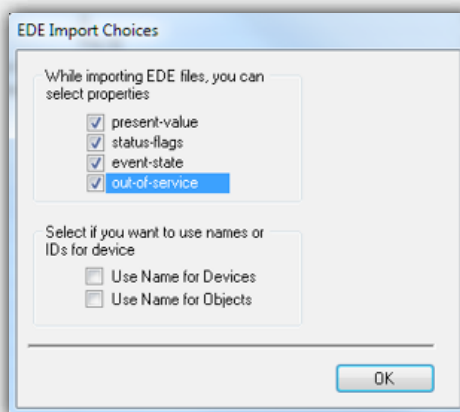 EDE Import Choices
While importing EDE files, you can
select properties
present-value
status-flags
event-state
out-of-service
Select if you want to use names or
IDs for device
Use Name for Devices
Use Name for Objects
OK